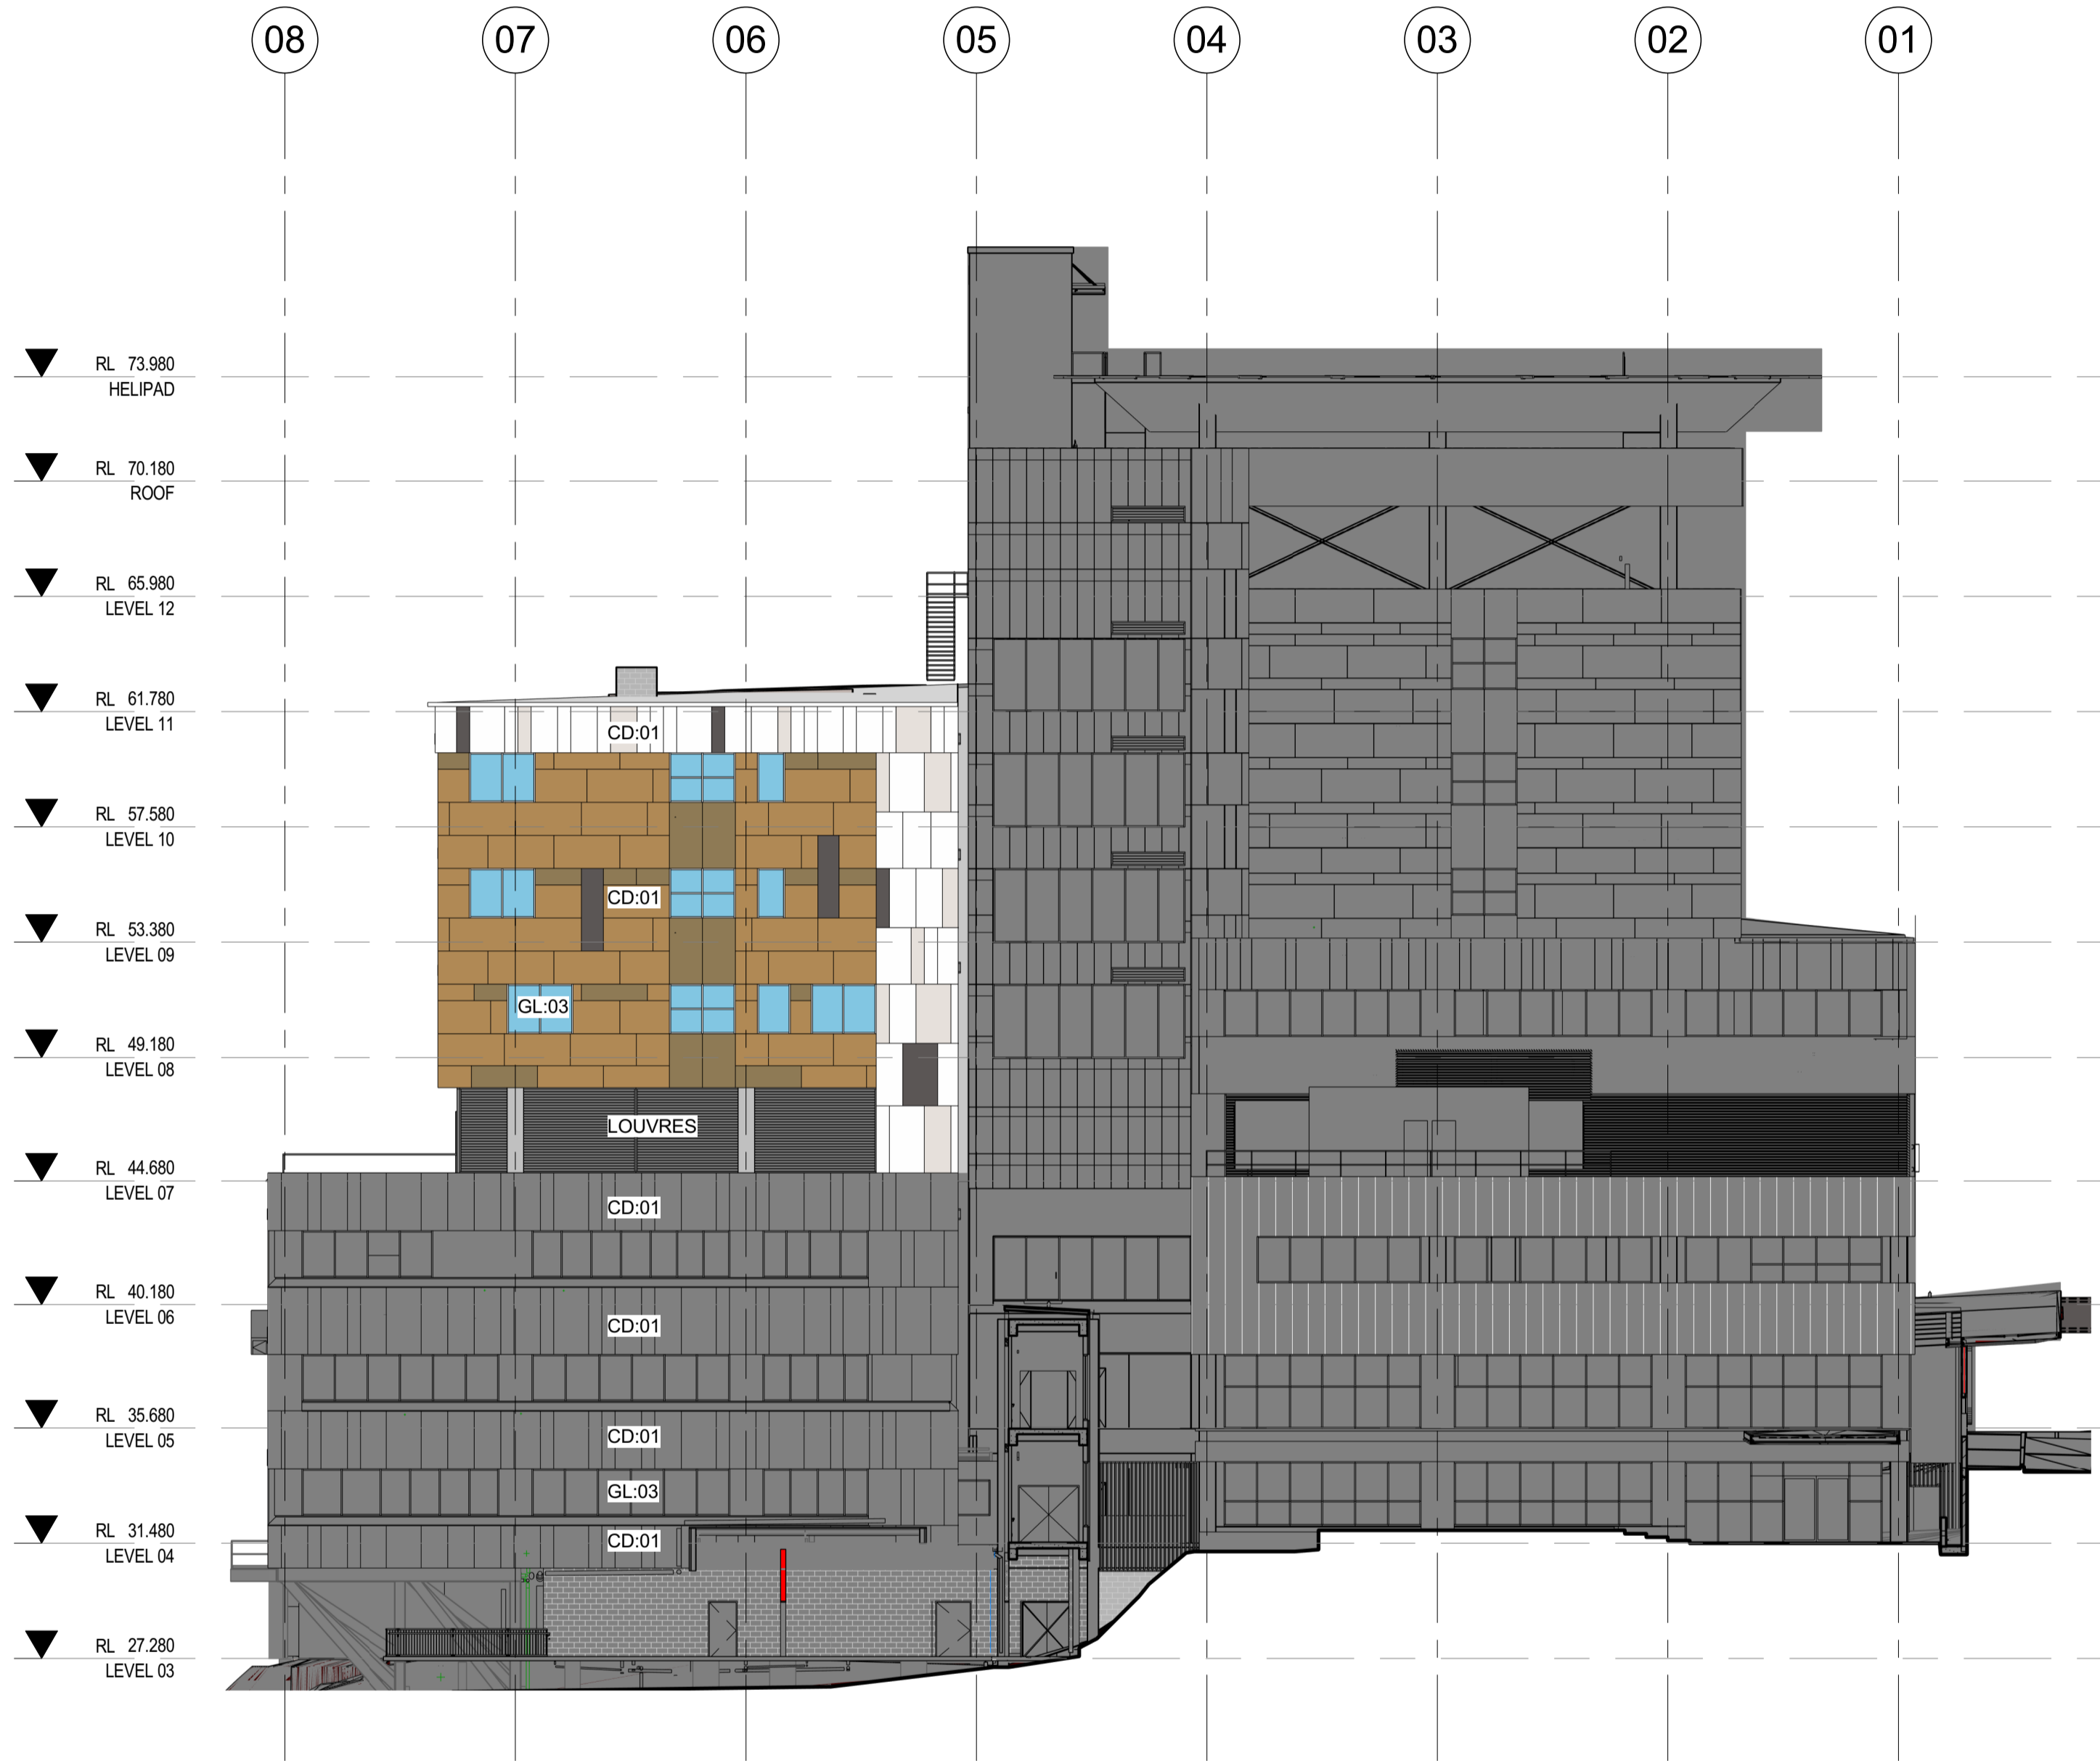 08 07 06 05 04 03 02 01
RL 73.980
HELIPAD
RL 70.180
ROOF
RL 65.980
LEVEL 12
RL 61.780
LEVEL 11
CD:01
RL 57.580
LEVEL 10
CD:01
RL 53.380
LEVEL 09
GL:03
RL 49.180
LEVEL 08
LOUVRES
RL 44.680
LEVEL 07
CD:01
RL 40.180
LEVEL 06
CD:01
RL 35.680
LEVEL 05
CD:01
GL:03
RL 31.480
LEVEL 04
CD:01
RL 27.280
LEVEL 03